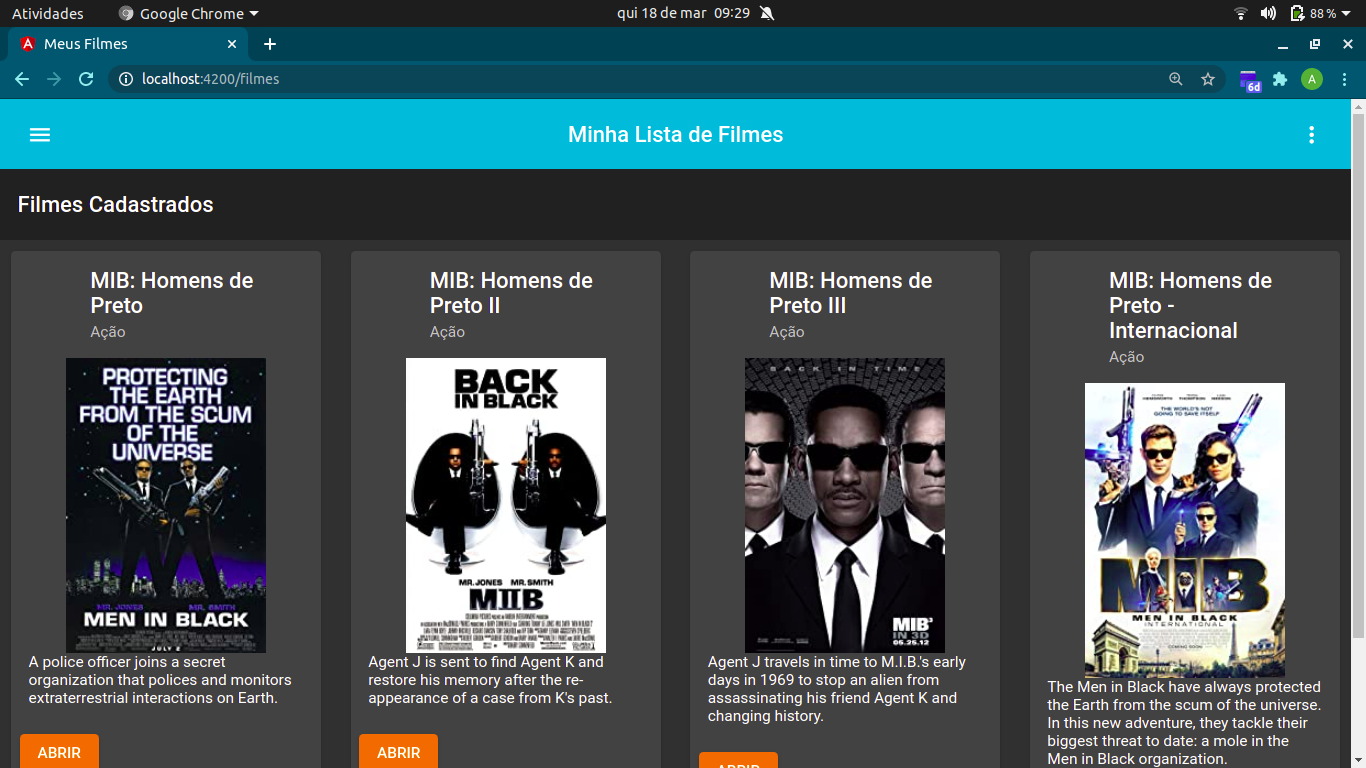 Atividades
Google Chrome
qui 18 de mar 09:29
88 %
Meus Filmes
localhost:4200/filmes
6d
A
Minha Lista de Filmes
Filmes Cadastrados
MIB: Homens de
Preto
Ação
PROTECTING
THE EARTH
FROM THE SCUM
OF THE
UNIVERSE
MR. JONES MR. SMITH
MEN IN BLACK
JULY 2
A police officer joins a secret
organization that polices and monitors
extraterrestrial interactions on Earth.
ABRIR
MIB: Homens de
Preto II
Ação
BACK
IN BLACK
MR. JONES MR. SMITH
MIIB
Agent J is sent to find Agent K and
restore his memory after the re-
appearance of a case from K's past.
ABRIR
MIB: Homens de
Preto III
Ação
BACK IN TIME
MIB³
IN 3D
05.25.12
Agent J travels in time to M.I.B.'s early
days in 1969 to stop an alien from
assassinating his friend Agent K and
changing history.
ABRIR
MIB: Homens de
Preto -
Internacional
Ação
THE WORLD'S NOT
GOING TO SAVE ITSELF
MIB
MEN IN BLACK
INTERNATIONAL
COMING SOON
The Men in Black have always protected
the Earth from the scum of the universe.
In this new adventure, they tackle their
biggest threat to date: a mole in the
Men in Black organization.